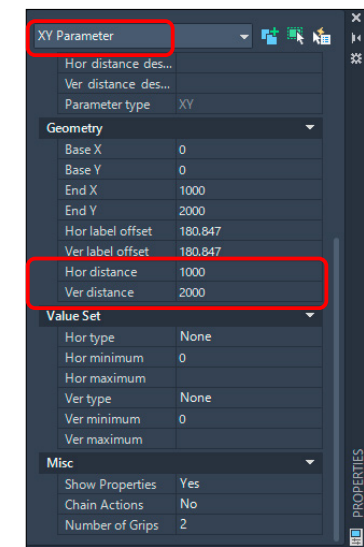 XY Parameter
Hor distance des...
Ver distance des...
Parameter type XY
Geometry
Base X 0
Base Y 0
End X 1000
End Y 2000
Hor label offset 180.847
Ver label offset 180.847
Hor distance 1000
Ver distance 2000
Value Set
Hor type None
Hor minimum 0
Hor maximum
Ver type None
Ver minimum 0
Ver maximum
Misc
Show Properties Yes
Chain Actions No
Number of Grips 2
PROPERTIES